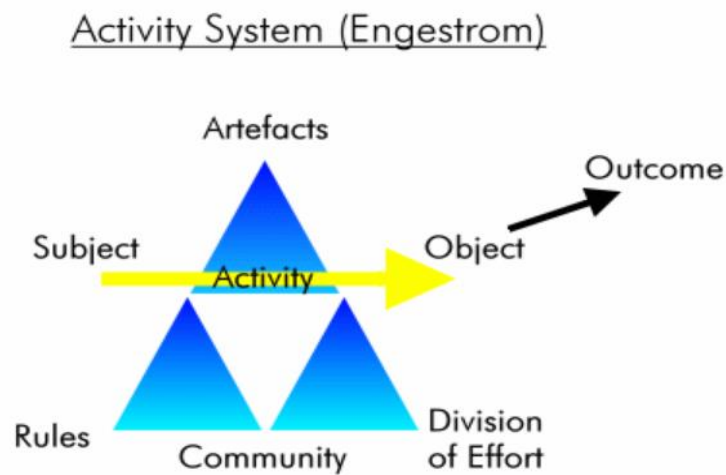 Activity System (Engestrom)
Artefacts
Outcome
Subject
Object
Activity
Rules
Community
Division
of Effort